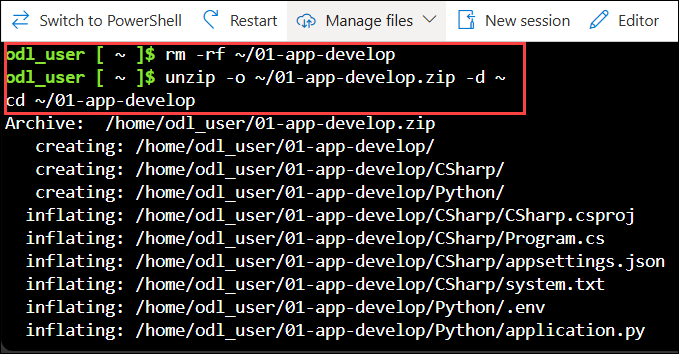 Switch to PowerShell Restart Manage files New session Editor
odl_user [ ~ ]$ rm -rf ~/01-app-develop
odl_user [ ~ ]$ unzip -o ~/01-app-develop.zip -d ~
cd ~/01-app-develop
Archive:  /home/odl_user/01-app-develop.zip
   creating: /home/odl_user/01-app-develop/
   creating: /home/odl_user/01-app-develop/CSharp/
   creating: /home/odl_user/01-app-develop/Python/
  inflating: /home/odl_user/01-app-develop/CSharp/CSharp.csproj
  inflating: /home/odl_user/01-app-develop/CSharp/Program.cs
  inflating: /home/odl_user/01-app-develop/CSharp/appsettings.json
  inflating: /home/odl_user/01-app-develop/CSharp/system.txt
  inflating: /home/odl_user/01-app-develop/Python/.env
  inflating: /home/odl_user/01-app-develop/Python/application.py